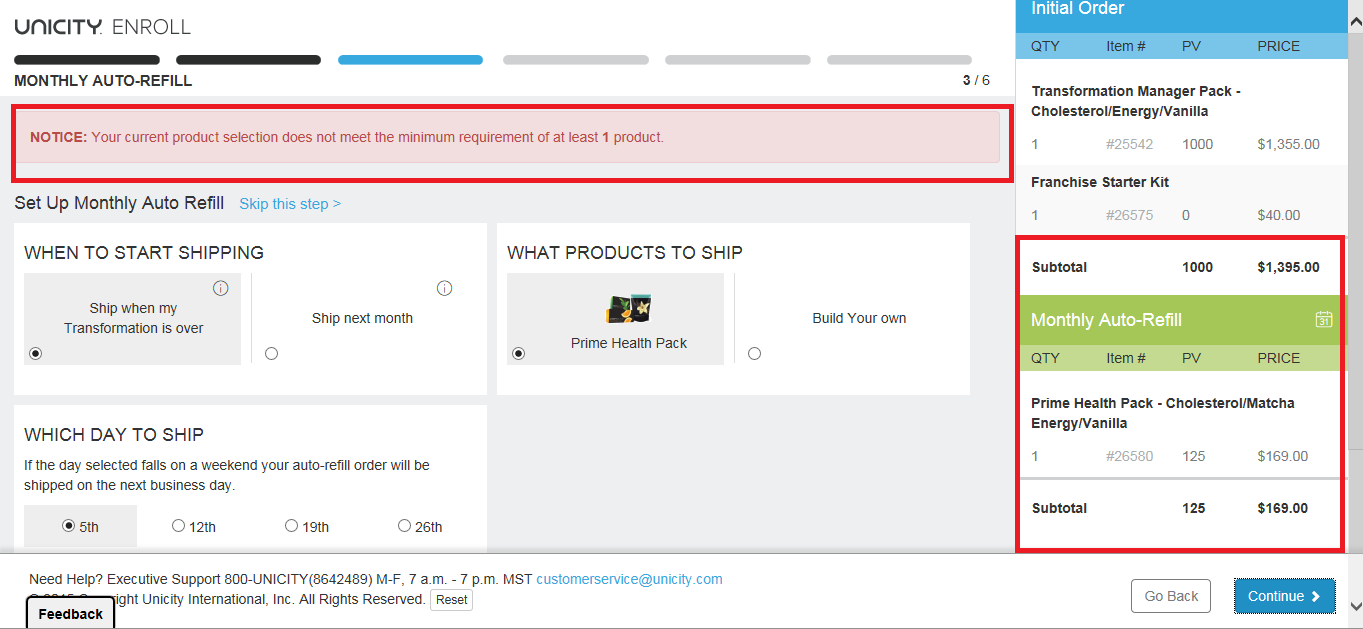 UNICITY. ENROLL
MONTHLY AUTO-REFILL
3 / 6
NOTICE: Your current product selection does not meet the minimum requirement of at least 1 product.
Set Up Monthly Auto Refill Skip this step >
WHEN TO START SHIPPING
Ship when my
Transformation is over
Ship next month
WHAT PRODUCTS TO SHIP
Prime Health Pack
Build Your own
WHICH DAY TO SHIP
If the day selected falls on a weekend your auto-refill order will be
shipped on the next business day.
5th 12th 19th 26th
Initial Order
QTY Item # PV PRICE
Transformation Manager Pack -
Cholesterol/Energy/Vanilla
1 #25542 1000 $1,355.00
Franchise Starter Kit
1 #26575 0 $40.00
Subtotal 1000 $1,395.00
Monthly Auto-Refill 31
QTY Item # PV PRICE
Prime Health Pack - Cholesterol/Matcha
Energy/Vanilla
1 #26580 125 $169.00
Subtotal 125 $169.00
Need Help? Executive Support 800-UNICITY(8642489) M-F, 7 a.m. - 7 p.m. MST customerservice@unicity.com
Unicity International, Inc. All Rights Reserved. Reset
Feedback
Go Back
Continue